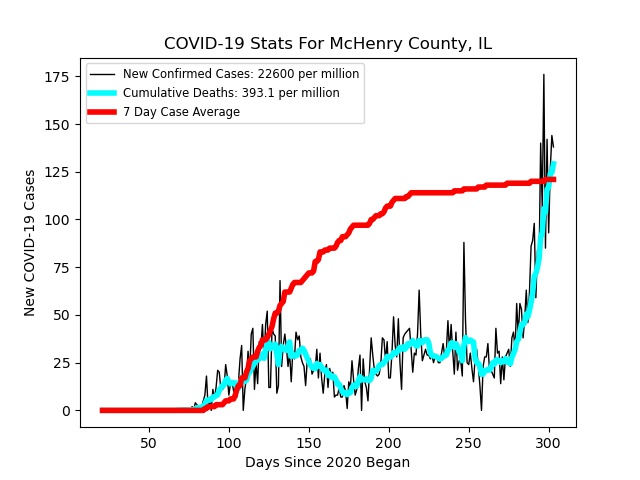 COVID-19 Stats For McHenry County, IL
New Confirmed Cases: 22600 per million
Cumulative Deaths: 393.1 per million
7 Day Case Average
New COVID-19 Cases
175
150
125
100
75
50
25
0
50 100 150 200 250 300
Days Since 2020 Began